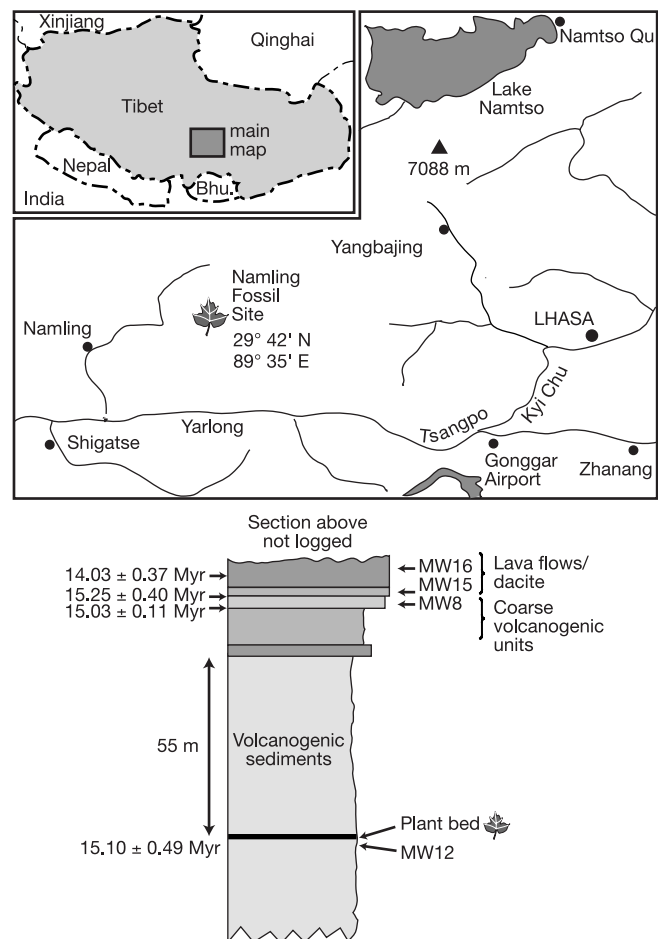 Xinjiang
Qinghai
Tibet
main
map
Nepal
India
Bhu.
Namtso Qu
Lake
Namtso
7088 m
Yangbajing
Namling
Fossil
Site
29° 42' N
89° 35' E
Namling
LHASA
Kyi Chu
Tsangpo
Yarlong
Shigatse
Gonggar
Airport
Zhanang
Section above
not logged
14.03 ± 0.37 Myr
15.25 ± 0.40 Myr
15.03 ± 0.11 Myr
MW16
MW15
MW8
Lava flows/
dacite
Coarse
volcanogenic
units
55 m
Volcanogenic
sediments
Plant bed
15.10 ± 0.49 Myr
MW12